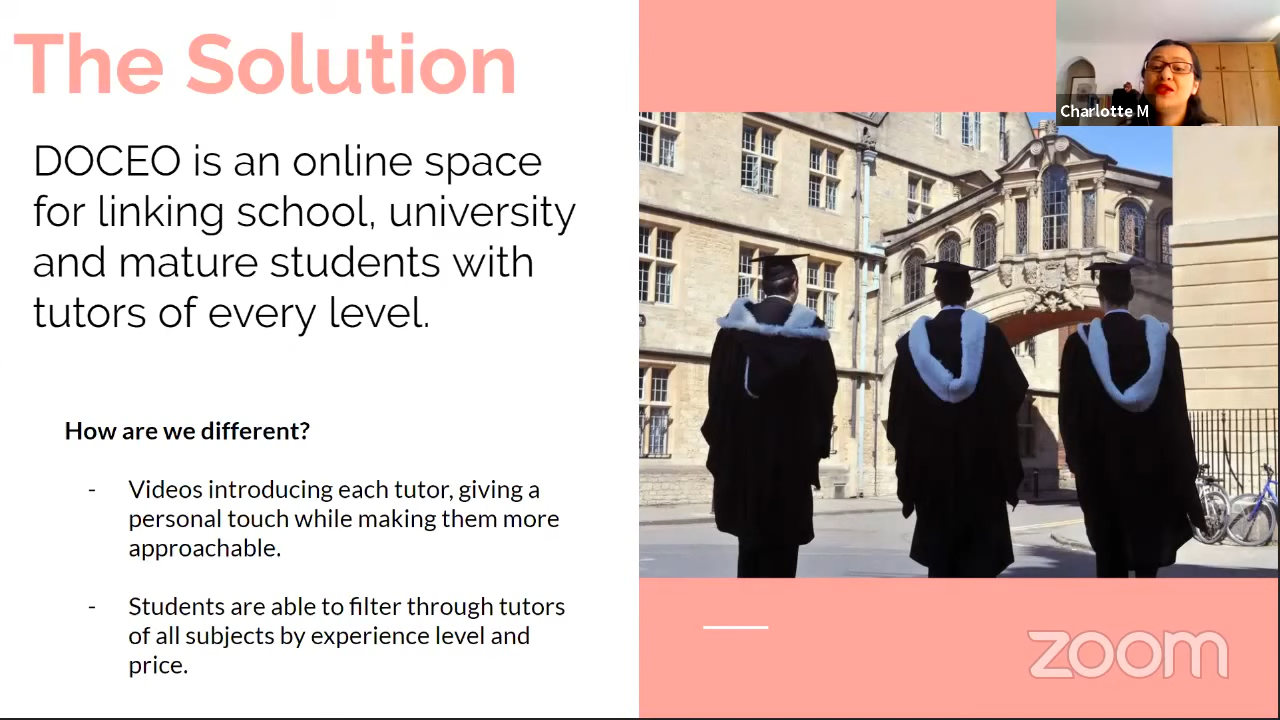 The Solution
DOCEO is an online space
for linking school, university
and mature students with
tutors of every level.
How are we different?
- Videos introducing each tutor, giving a
personal touch while making them more
approachable.
- Students are able to filter through tutors
of all subjects by experience level and
price.
Charlotte M
zoom